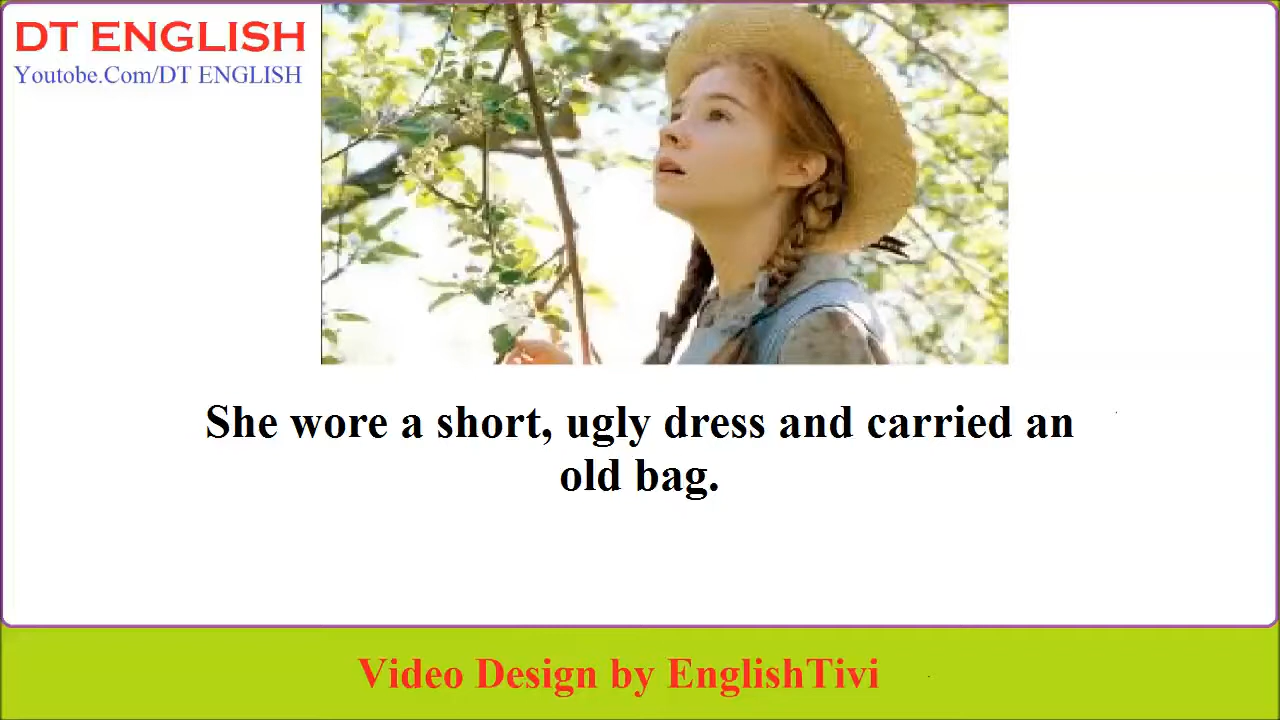 DT ENGLISH
Youtube.Com/DT ENGLISH
She wore a short, ugly dress and carried an
old bag.
Video Design by EnglishTivi